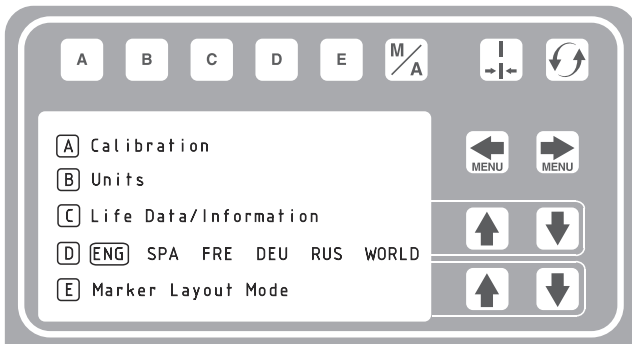 A B C D E M/A
A Calibration
MENU MENU
B Units
C Life Data/Information
D ENG SPA FRE DEU RUS WORLD
E Marker Layout Mode